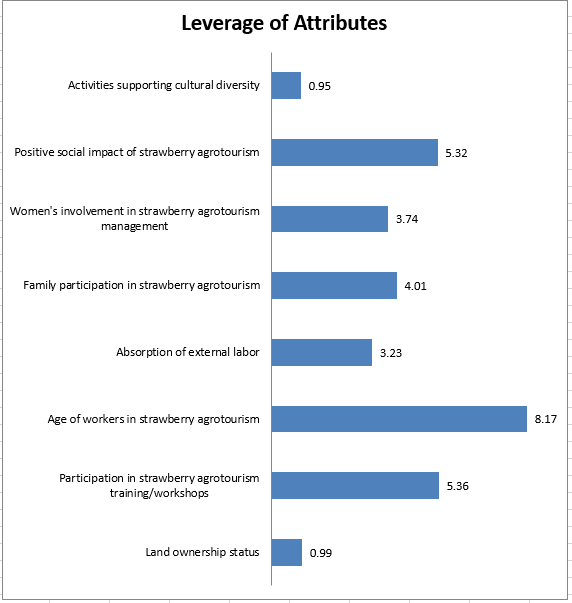 Leverage of Attributes
Activities supporting cultural diversity
0.95
Positive social impact of strawberry agrotourism
5.32
Women's involvement in strawberry agrotourism
management
3.74
Family participation in strawberry agrotourism
4.01
Absorption of external labor
3.23
Age of workers in strawberry agrotourism
8.17
Participation in strawberry agrotourism
training/workshops
5.36
Land ownership status
0.99